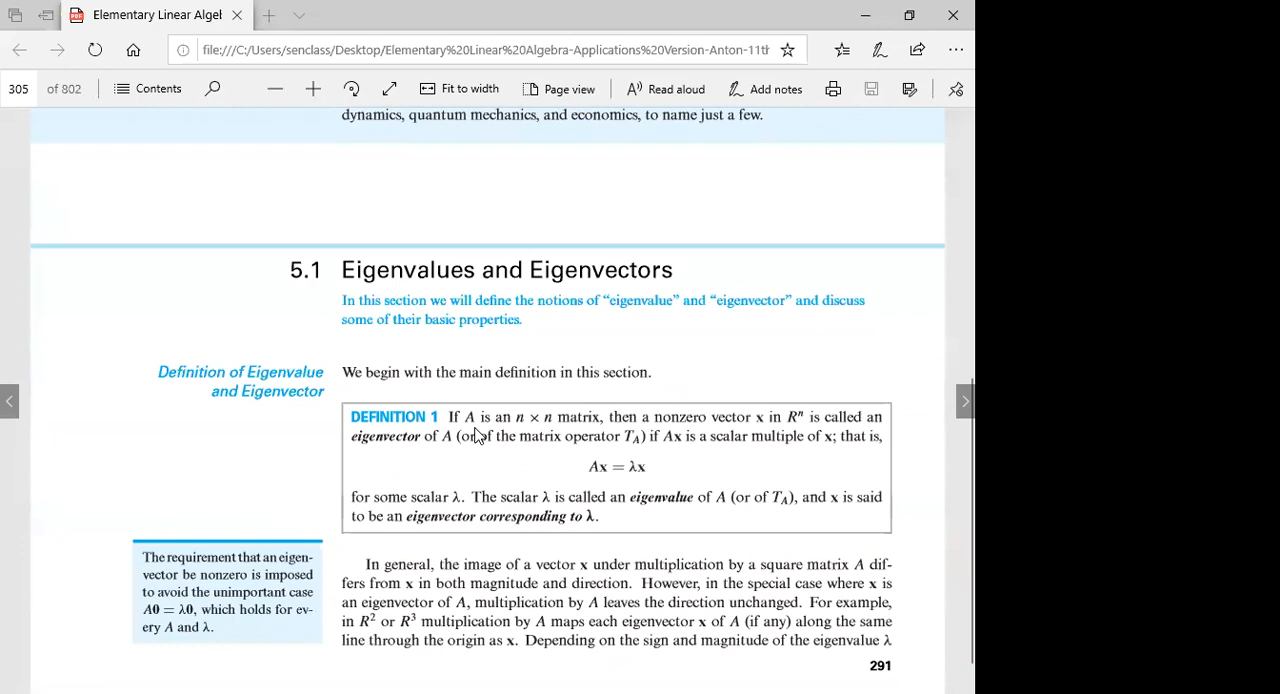 Elementary Linear Algel
file:///C:/Users/senclass/Desktop/Elementary%20Linear%20Algebra-Applications%20Version-Anton-11th
305 of 802 Contents Fit to width Page view Read aloud Add notes
dynamics, quantum mechanics, and economics, to name just a few.
5.1 Eigenvalues and Eigenvectors
In this section we will define the notions of “eigenvalue” and “eigenvector” and discuss
some of their basic properties.
Definition of Eigenvalue
and Eigenvector
We begin with the main definition in this section.
DEFINITION 1 If A is an n × n matrix, then a nonzero vector x in Rⁿ is called an
eigenvector of A (or of the matrix operator T_A) if Ax is a scalar multiple of x; that is,
Ax = λx
for some scalar λ. The scalar λ is called an eigenvalue of A (or of T_A), and x is said
to be an eigenvector corresponding to λ.
The requirement that an eigen-
vector be nonzero is imposed
to avoid the unimportant case
A0 = λ0, which holds for ev-
ery A and λ.
In general, the image of a vector x under multiplication by a square matrix A dif-
fers from x in both magnitude and direction. However, in the special case where x is
an eigenvector of A, multiplication by A leaves the direction unchanged. For example,
in R² or R³ multiplication by A maps each eigenvector x of A (if any) along the same
line through the origin as x. Depending on the sign and magnitude of the eigenvalue λ
291